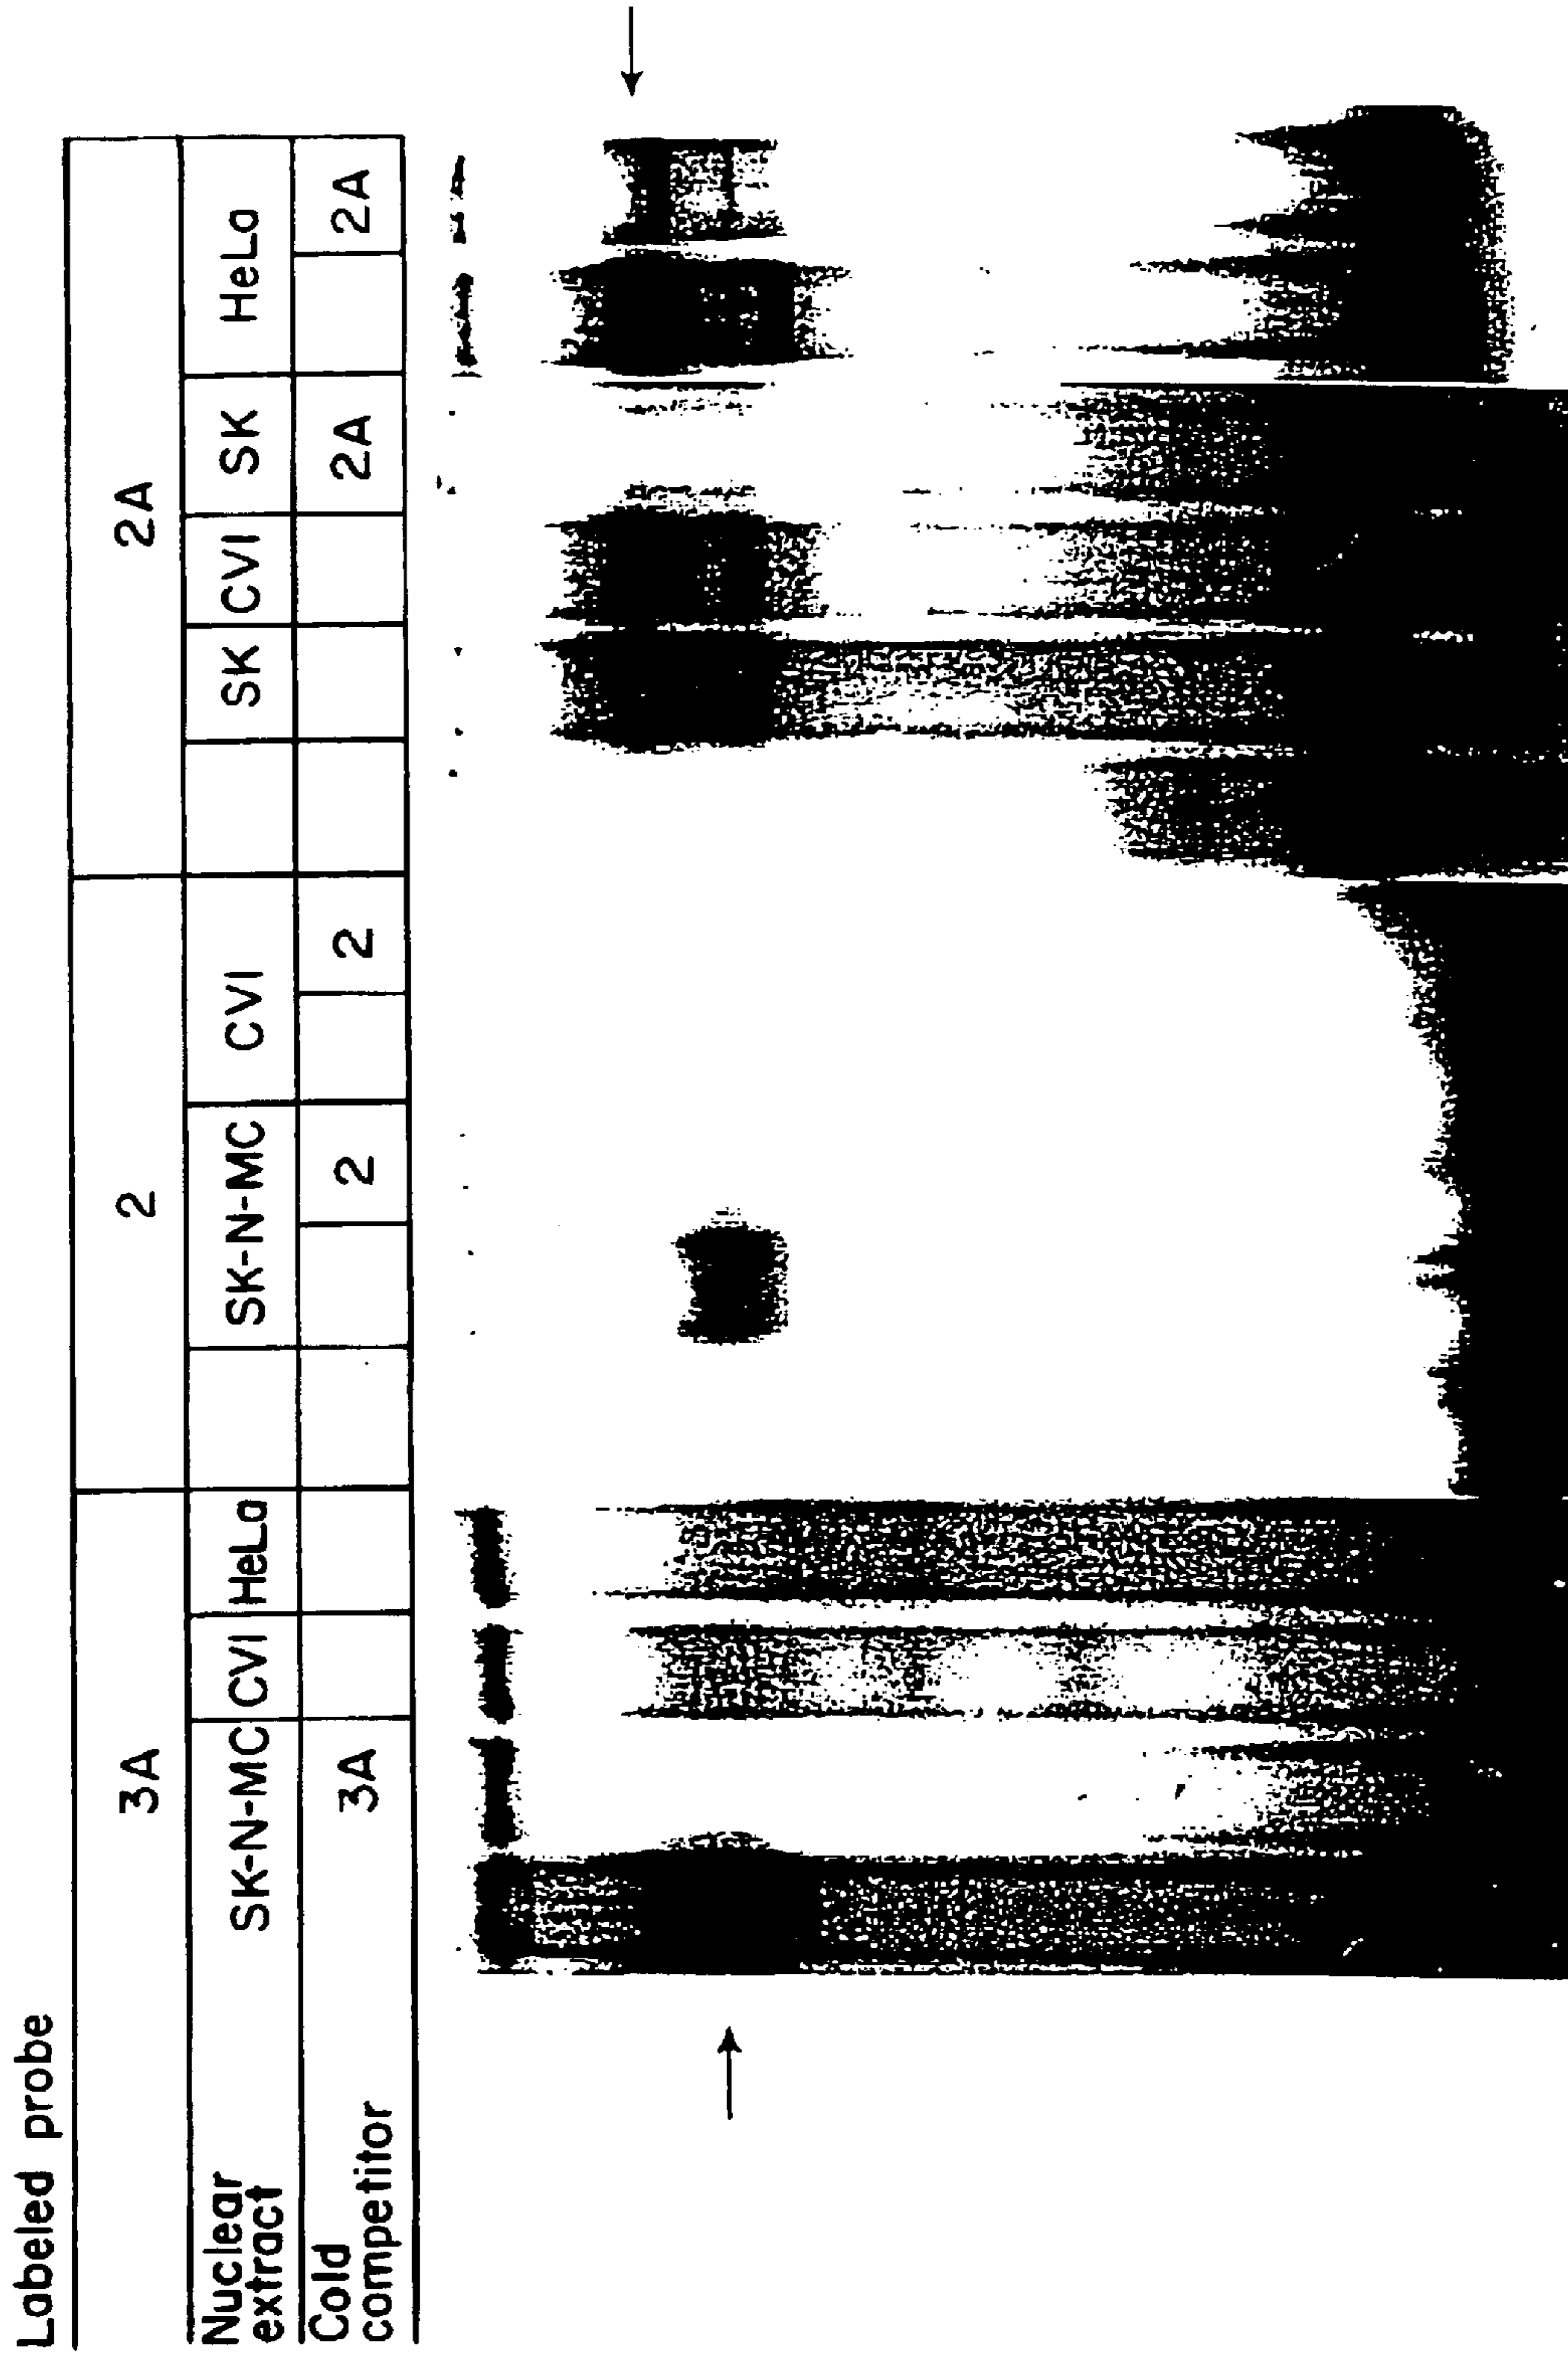 Labeled probe
3A 2 2A
Nuclear extract
SK-N-MC CVI HeLa SK-N-MC CVI SK CVI SK HeLa
Cold competitor
3A 2 2 2A 2A